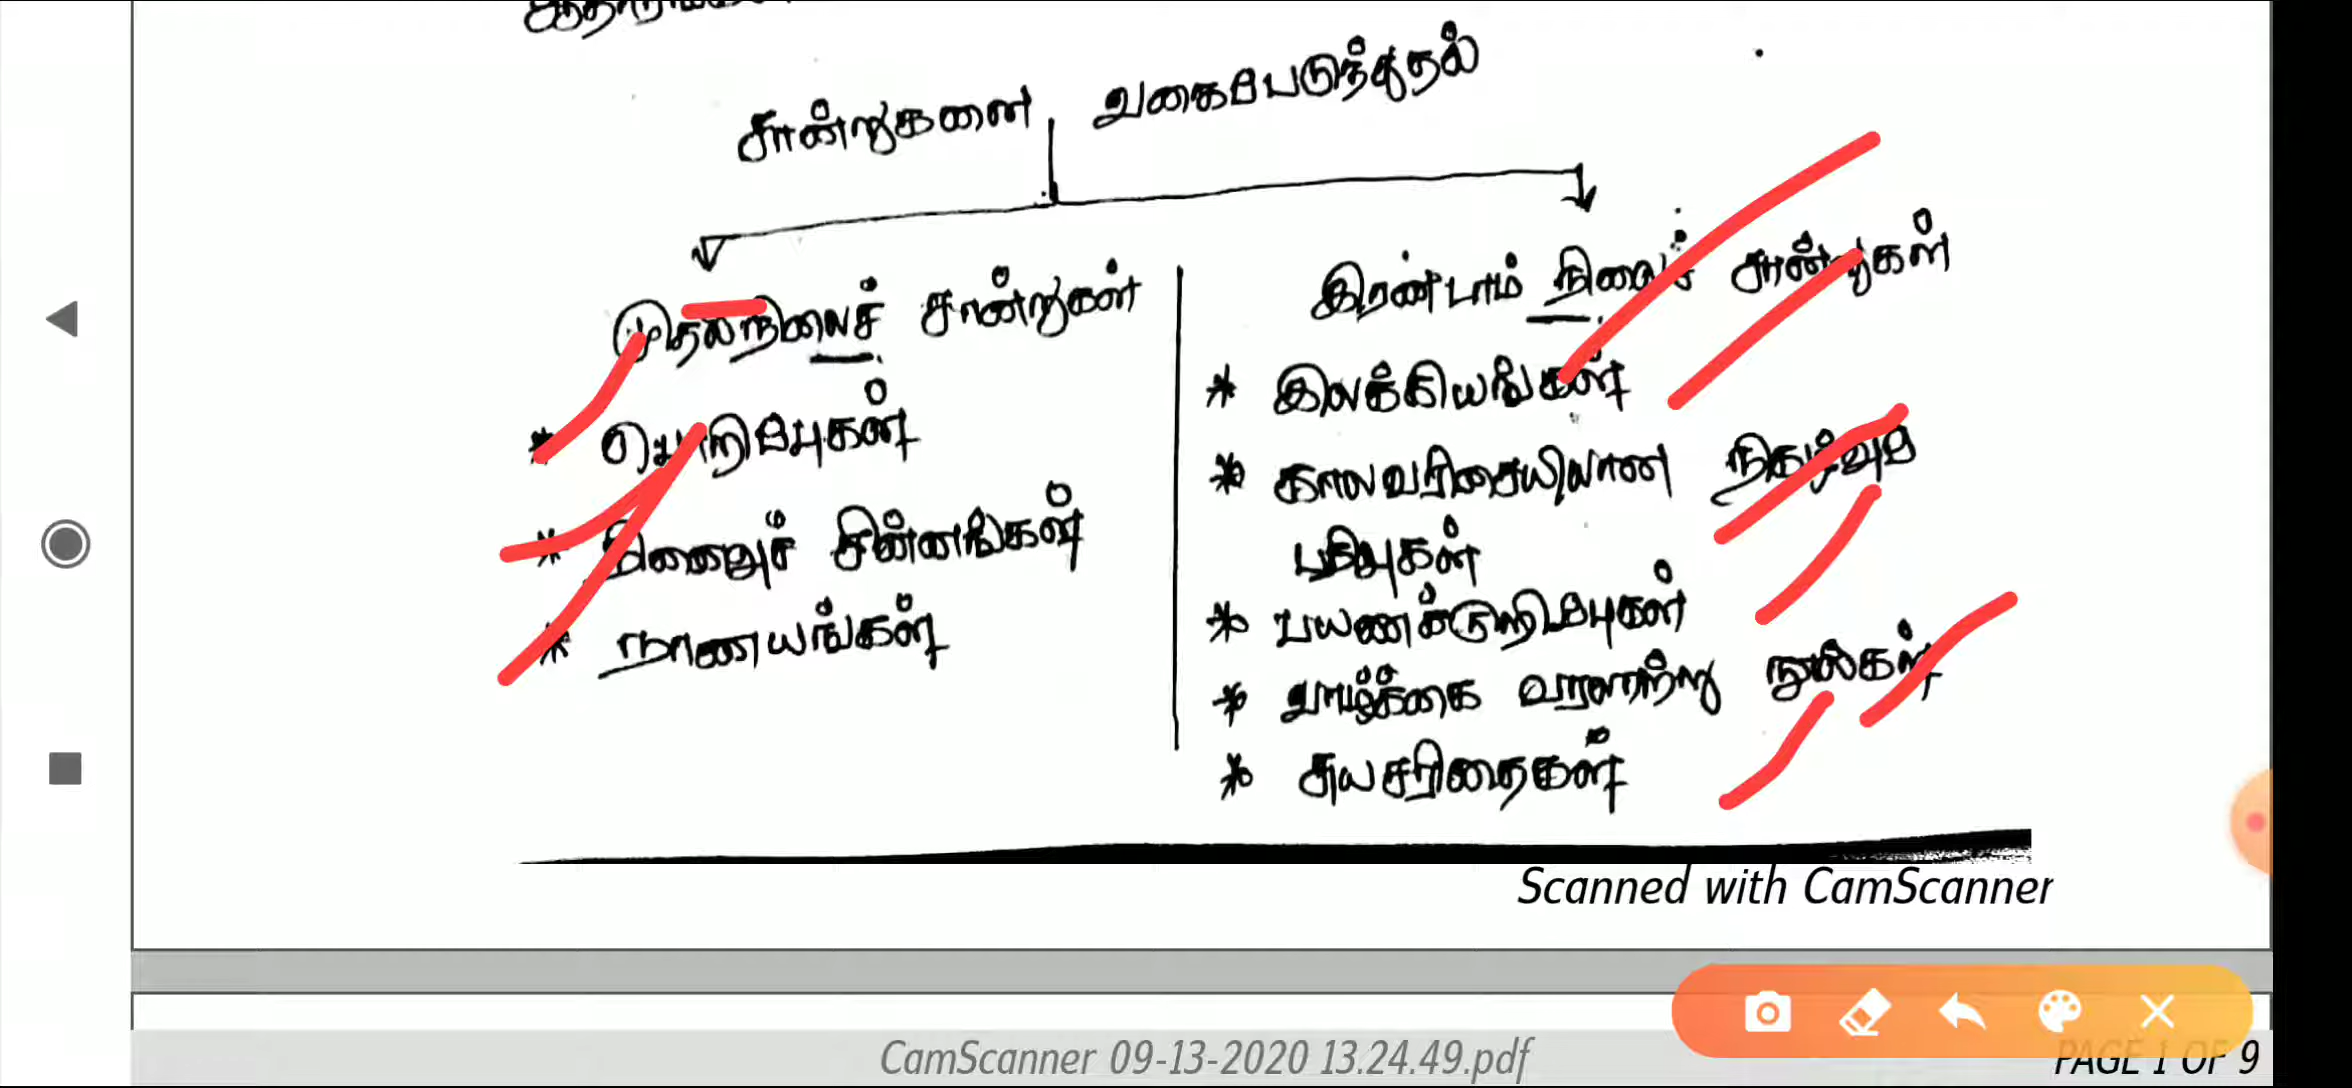 சான்றுகளை வகைப்படுத்துதல்
முதல்நிலைச் சான்றுகள்
* பொறிப்புகள்
* நினைவுச் சின்னங்கள்
* நாணயங்கள்
இரண்டாம் நிலைச் சான்றுகள்
* இலக்கியங்கள்
* காலவரிசையிலான நிகழ்வுப்
பதிவுகள்
* பயணக்குறிப்புகள்
* வாழ்க்கை வரலாற்று நூல்கள்
* சுயசரிதைகள்
Scanned with CamScanner
CamScanner 09-13-2020 13.24.49.pdf
PAGE 1 OF 9